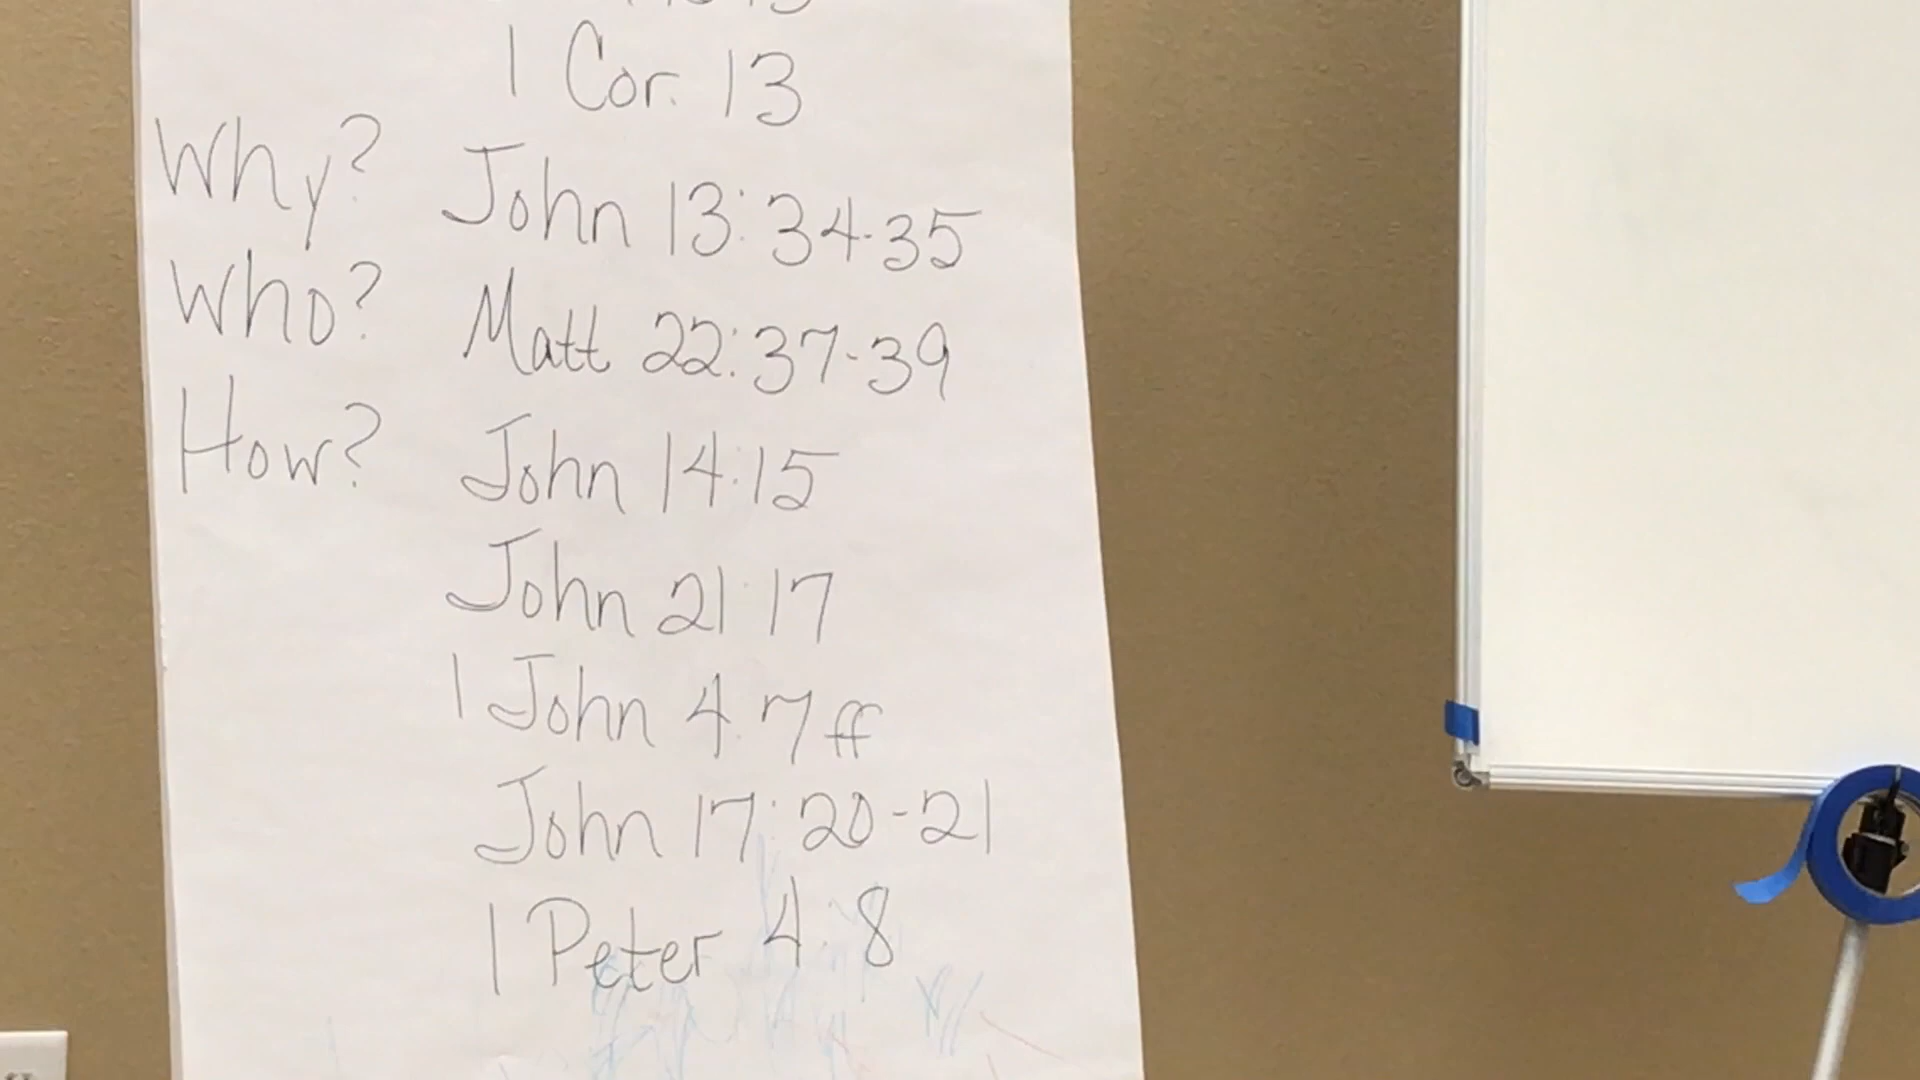 1 Cor. 13
Why? John 13:34-35
Who? Matt 22:37-39
How? John 14:15
John 21:17
1 John 4:7ff
John 17:20-21
1 Peter 4:8